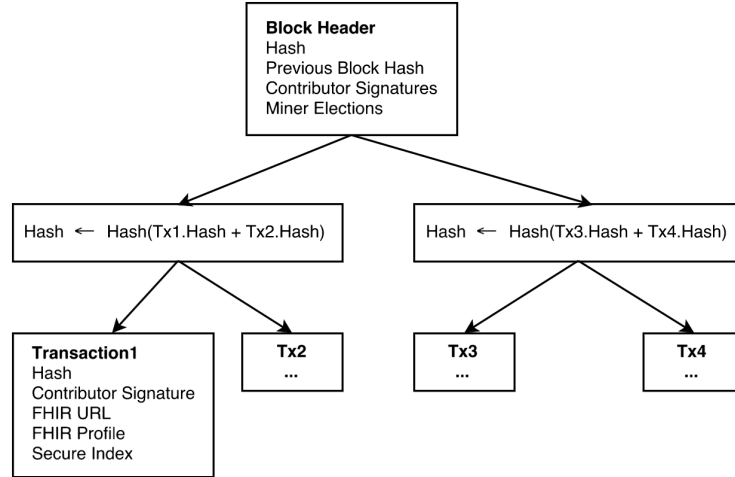 Block Header
Hash
Previous Block Hash
Contributor Signatures
Miner Elections
Hash ← Hash(Tx1.Hash + Tx2.Hash)
Hash ← Hash(Tx3.Hash + Tx4.Hash)
Transaction1
Hash
Contributor Signature
FHIR URL
FHIR Profile
Secure Index
Tx2
...
Tx3
...
Tx4
...